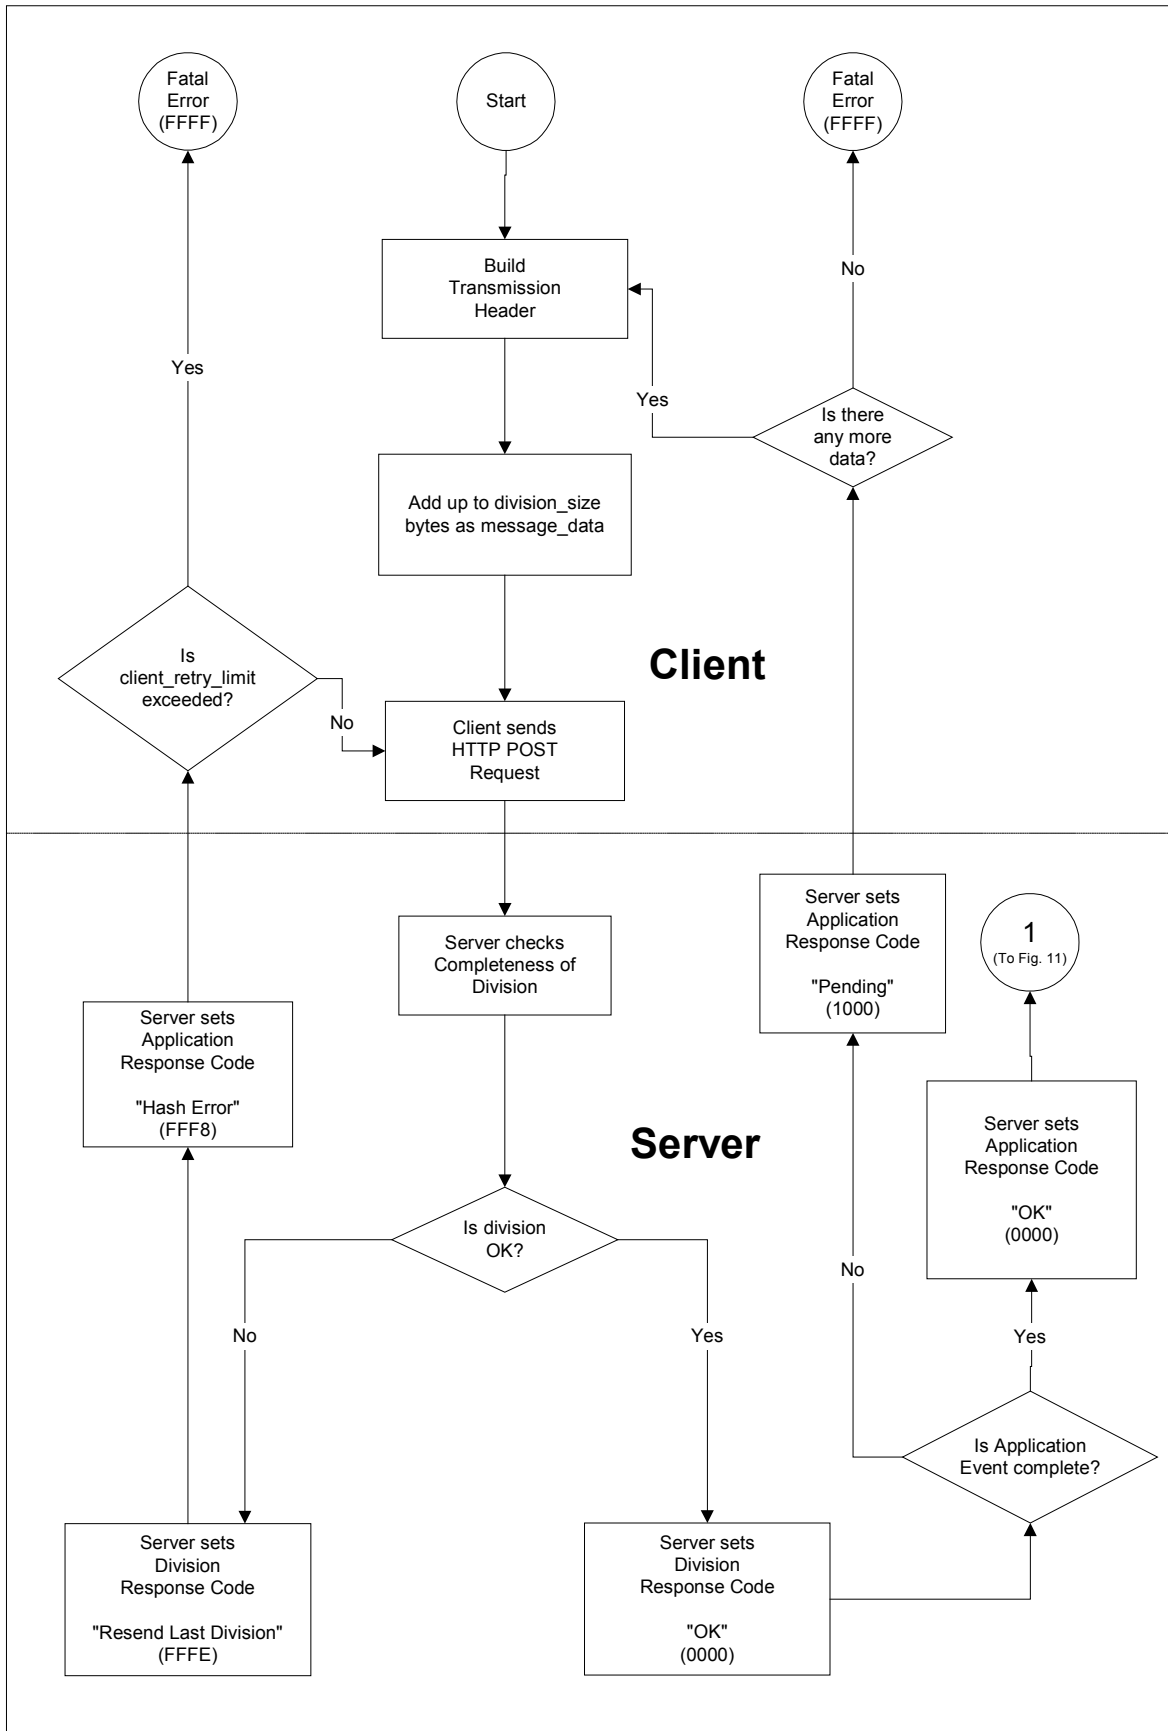 Fatal
Error
(FFFF)
Start
Fatal
Error
(FFFF)
Build
Transmission
Header
No
Yes
Yes
Is there
any more
data?
Add up to division_size
bytes as message_data
Is
client_retry_limit
exceeded?
Client
No
Client sends
HTTP POST
Request
Server sets
Application
Response Code
"Pending"
(1000)
1
(To Fig. 11)
Server checks
Completeness of
Division
Server sets
Application
Response Code
"Hash Error"
(FFF8)
Server
Server sets
Application
Response Code
"OK"
(0000)
Is division
OK?
No
No
Yes
Yes
Is Application
Event complete?
Server sets
Division
Response Code
"Resend Last Division"
(FFFE)
Server sets
Division
Response Code
"OK"
(0000)